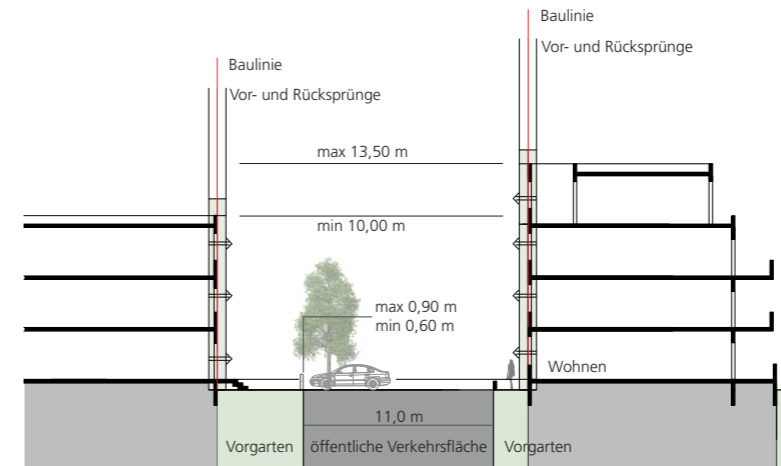 Baulinie
Vor- und Rücksprünge
Baulinie
Vor- und Rücksprünge
max 13,50 m
min 10,00 m
max 0,90 m
min 0,60 m
Wohnen
11,0 m
Vorgarten
öffentliche Verkehrsfläche
Vorgarten